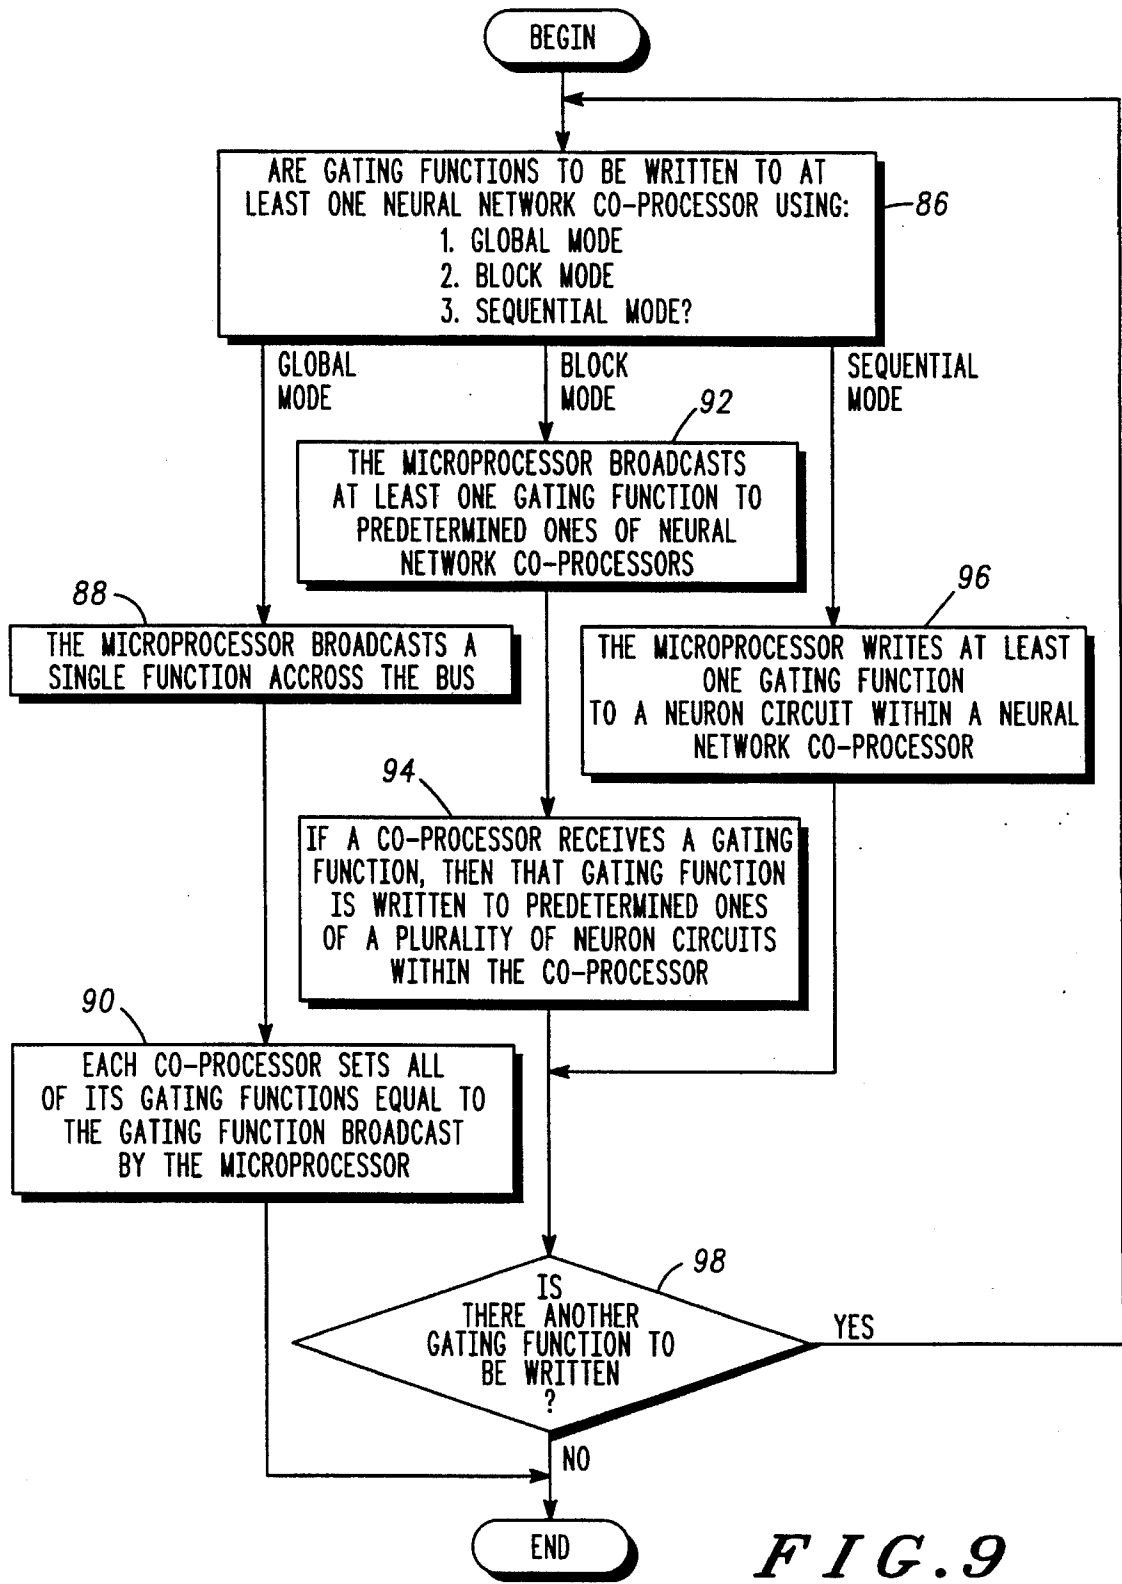 BEGIN
ARE GATING FUNCTIONS TO BE WRITTEN TO AT
LEAST ONE NEURAL NETWORK CO-PROCESSOR USING:
1. GLOBAL MODE
2. BLOCK MODE
3. SEQUENTIAL MODE?
86
GLOBAL
MODE
BLOCK
MODE
SEQUENTIAL
MODE
92
THE MICROPROCESSOR BROADCASTS
AT LEAST ONE GATING FUNCTION TO
PREDETERMINED ONES OF NEURAL
NETWORK CO-PROCESSORS
88
THE MICROPROCESSOR BROADCASTS A
SINGLE FUNCTION ACCROSS THE BUS
96
THE MICROPROCESSOR WRITES AT LEAST
ONE GATING FUNCTION
TO A NEURON CIRCUIT WITHIN A NEURAL
NETWORK CO-PROCESSOR
94
IF A CO-PROCESSOR RECEIVES A GATING
FUNCTION, THEN THAT GATING FUNCTION
IS WRITTEN TO PREDETERMINED ONES
OF A PLURALITY OF NEURON CIRCUITS
WITHIN THE CO-PROCESSOR
90
EACH CO-PROCESSOR SETS ALL
OF ITS GATING FUNCTIONS EQUAL TO
THE GATING FUNCTION BROADCAST
BY THE MICROPROCESSOR
98
IS
THERE ANOTHER
GATING FUNCTION TO
BE WRITTEN
?
YES
NO
END
FIG.9